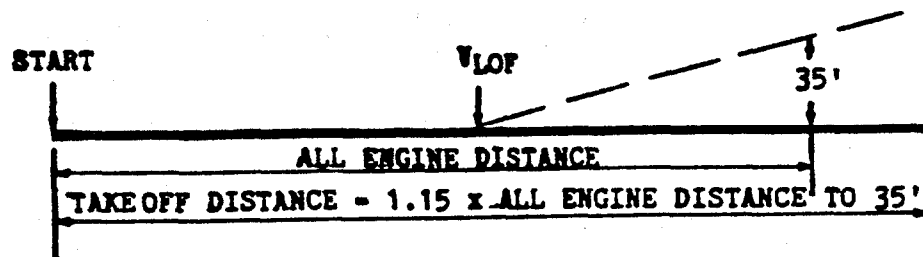 START
VLOF
35'
ALL ENGINE DISTANCE
TAKEOFF DISTANCE = 1.15 x ALL ENGINE DISTANCE TO 35'